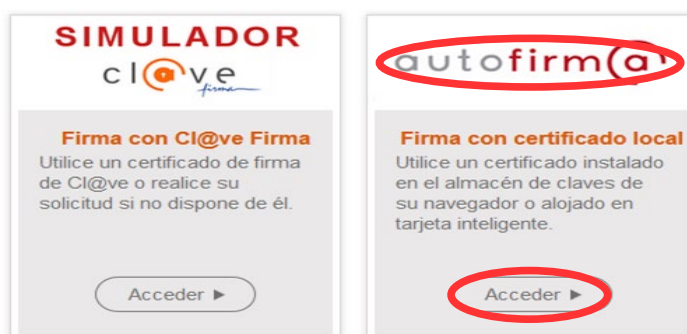 SIMULADOR
cl@ve
firma
Firma con Cl@ve Firma
Utilice un certificado de firma
de Cl@ve o realice su
solicitud si no dispone de él.
Acceder ►
autofirm@
Firma con certificado local
Utilice un certificado instalado
en el almacén de claves de
su navegador o alojado en
tarjeta inteligente.
Acceder ►